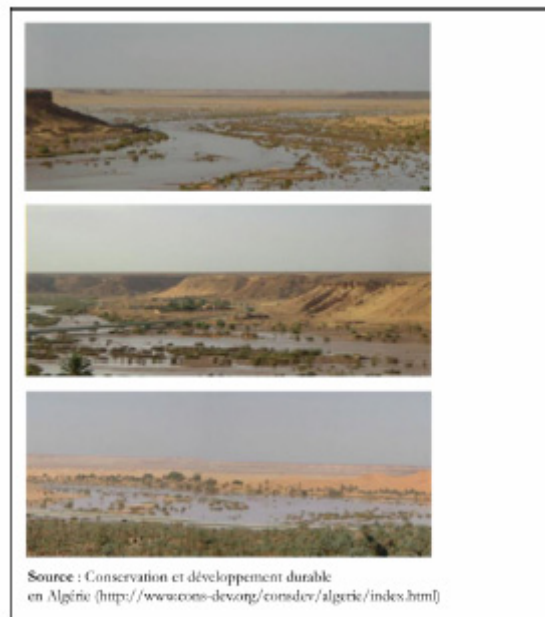 Source : Conservation et développement durable
en Algérie (http://www.cons-dev.org/consdev/algerie/index.html)